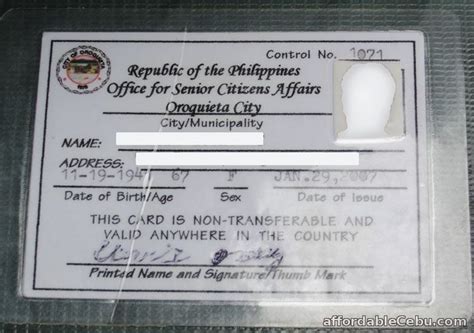 Control No. 1071
Republic of the Philippines
Office for Senior Citizens Affairs
Oroquieta City
City/Municipality
NAME:
ADDRESS:
11-19-194 67 F JAN.29,2007
Date of Birth/Age Sex Date of Issue
THIS CARD IS NON-TRANSFERABLE AND
VALID ANYWHERE IN THE COUNTRY
Printed Name and Signature/Thumb Mark
affordableCebu.com